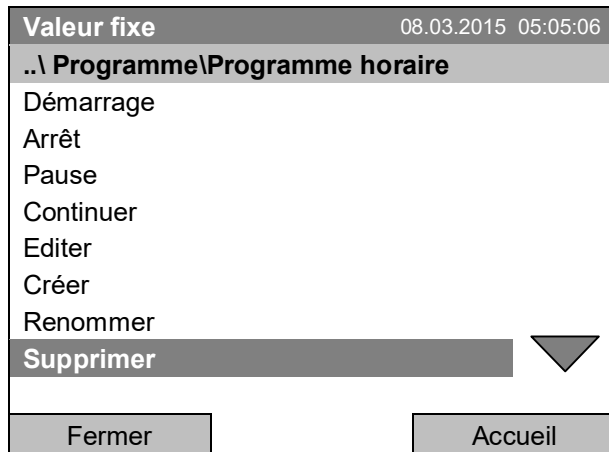 Valeur fixe 08.03.2015 05:05:06
..\ Programme\Programme horaire
Démarrage
Arrêt
Pause
Continuer
Editer
Créer
Renommer
Supprimer
Fermer Accueil